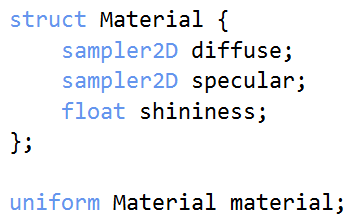 struct Material {
    sampler2D diffuse;
    sampler2D specular;
    float shininess;
};

uniform Material material;